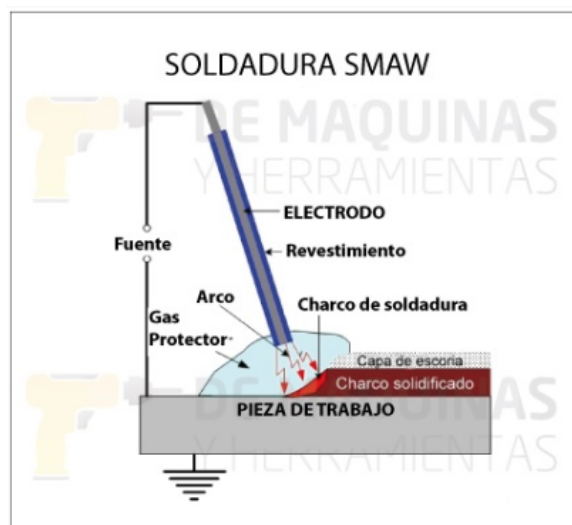 SOLDADURA SMAW
DE MAQUINAS
Y HERRAMIENTAS
ELECTRODO
Fuente
Revestimiento
Arco
Charco de soldadura
Gas
Protector
Capa de escoria
Charco solidificado
PIEZA DE TRABAJO
DE MAQUINAS
Y HERRAMIENTAS